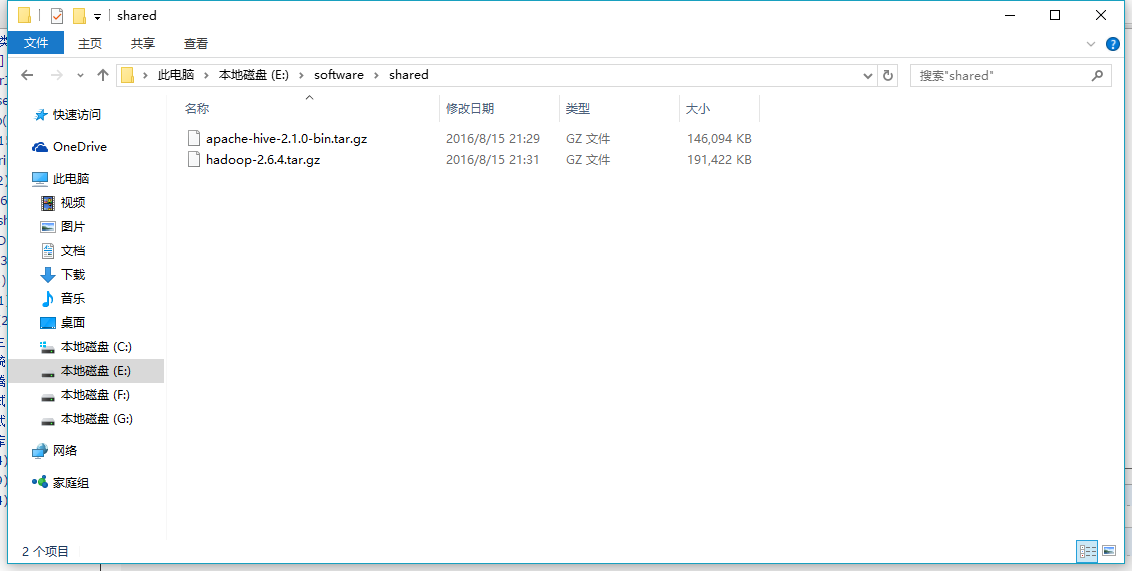 shared
文件 主页 共享 查看
此电脑 本地磁盘 (E:) software shared 搜索"shared"
名称 修改日期 类型 大小
apache-hive-2.1.0-bin.tar.gz 2016/8/15 21:29 GZ 文件 146,094 KB
hadoop-2.6.4.tar.gz 2016/8/15 21:31 GZ 文件 191,422 KB
快速访问
OneDrive
此电脑
视频
图片
文档
下载
音乐
桌面
本地磁盘 (C:)
本地磁盘 (E:)
本地磁盘 (F:)
本地磁盘 (G:)
网络
家庭组
2 个项目